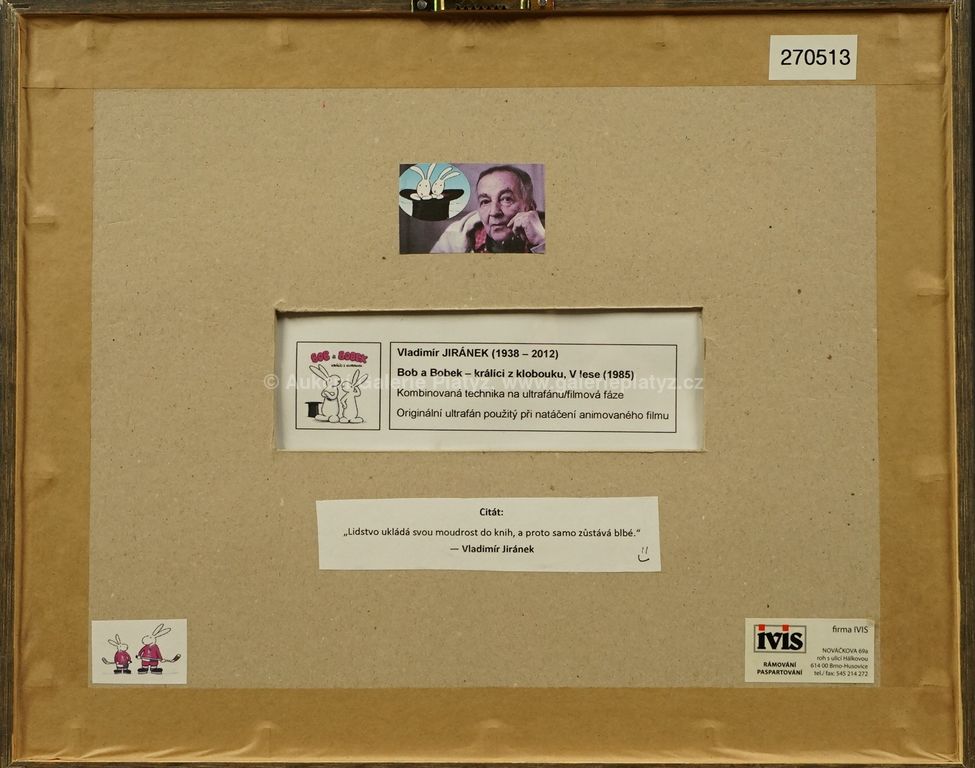 270513
BOB a BOBEK
KRÁLÍCI Z KLOBOUKU
Vladimír JIRÁNEK (1938 – 2012)
Bob a Bobek – králíci z klobouku, V lese (1985)
© Aukční Galerie Platýz, www.galerieplatyz.cz
Kombinovaná technika na ultrafánu/filmová fáze
Originální ultrafán použitý při natáčení animovaného filmu
Citát:
„Lidstvo ukládá svou moudrost do knih, a proto samo zůstává blbé.“
— Vladimír Jiránek
ivis
RÁMOVÁNÍ
PASPARTOVÁNÍ
firma IVIS
NOVÁČKOVA 69a
roh s ulicí Hálkovou
614 00 Brno-Husovice
tel./ fax: 545 214 272